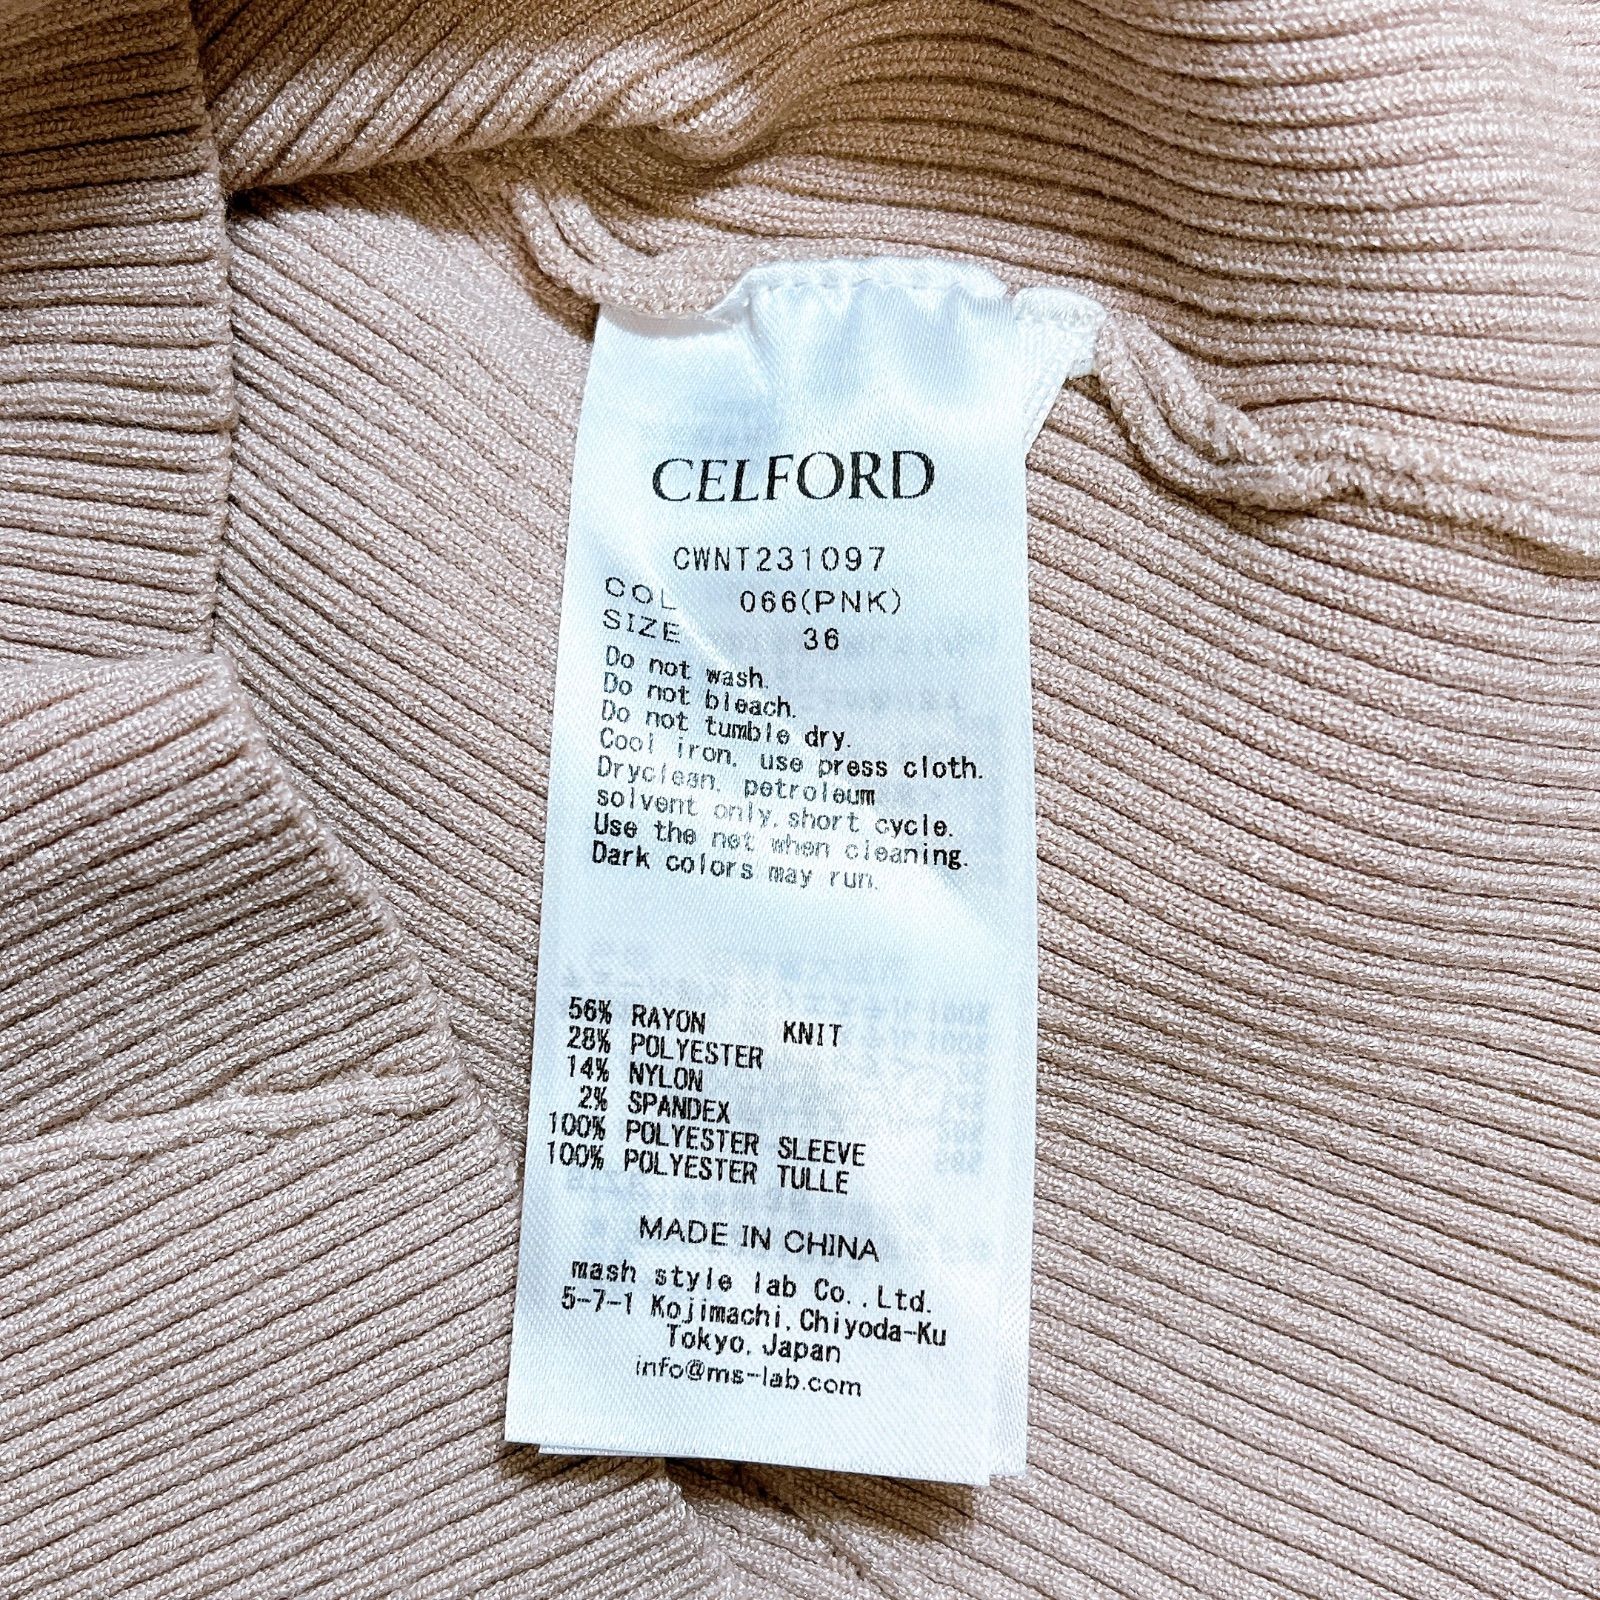 CELFORD
CWNT231097
COL 066(PNK)
SIZE 36
Do not wash.
Do not bleach.
Do not tumble dry.
Cool iron. use press cloth.
Dryclean. petroleum
solvent only. short cycle.
Use the net when cleaning.
Dark colors may run.
56% RAYON KNIT
28% POLYESTER
14% NYLON
2% SPANDEX
100% POLYESTER SLEEVE
100% POLYESTER TULLE
MADE IN CHINA
mash style lab Co.,Ltd.
5-7-1 Kojimachi, Chiyoda-Ku
Tokyo, Japan
info@ms-lab.com